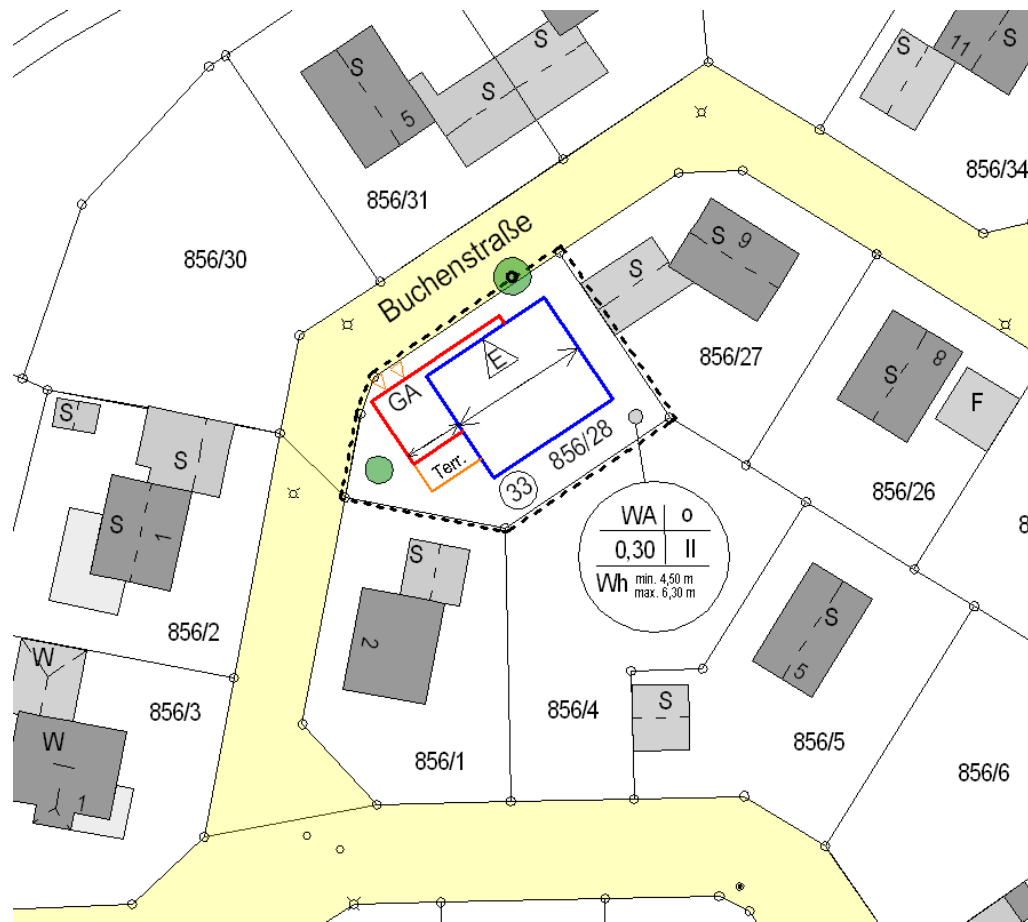 S
S
11
S
S
S
5
856/34
856/31
Buchenstraße
856/30
S
9
S
E
856/27
8
S
GA
F
S
Terr.
856/28
S
33
856/26
WA o
S
1
0,30 II
S
Wh min. 4,50 m
max. 6,30 m
S
856/2
2
5
W
856/3
856/4
S
W
856/5
856/1
856/6
1